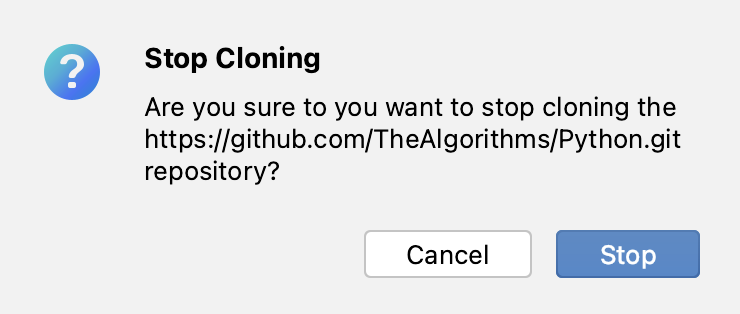 Stop Cloning
Are you sure to you want to stop cloning the
https://github.com/TheAlgorithms/Python.git
repository?
Cancel
Stop